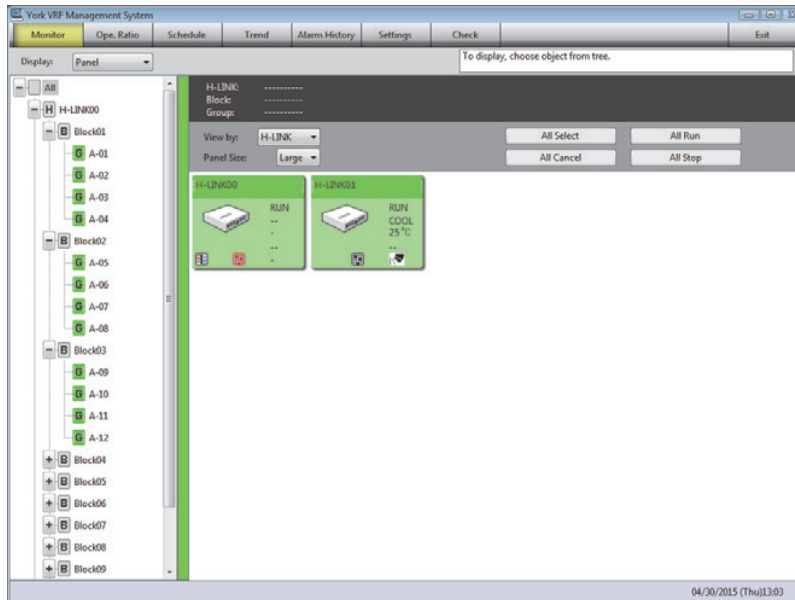 York VRF Management System
Monitor Ope. Ratio Schedule Trend Alarm History Settings Check Exit
Display: Panel
To display, choose object from tree.
All
H H-LINK00
B Block01
G A-01
G A-02
G A-03
G A-04
B Block02
G A-05
G A-06
G A-07
G A-08
B Block03
G A-09
G A-10
G A-11
G A-12
B Block04
B Block05
B Block06
B Block07
B Block08
B Block09
H-LINK: ----------
Block: ----------
Group: ----------
View by: H-LINK
All Select All Run
Panel Size: Large
All Cancel All Stop
H-LINK00
RUN
--
-
--
-
H-LINK01
RUN
COOL
25°C
--
04/30/2015 (Thu)13:03